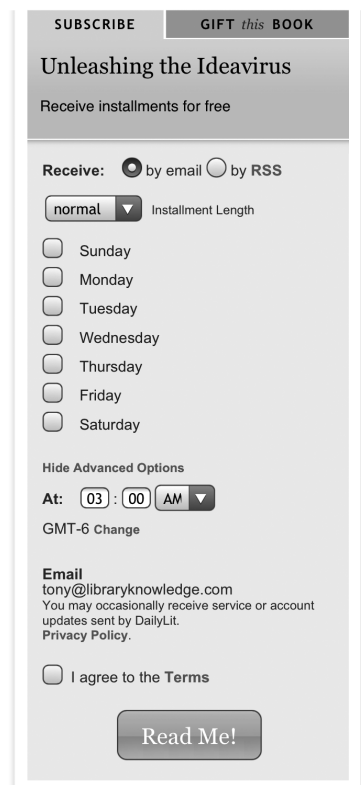 SUBSCRIBE
GIFT this BOOK
Unleashing the Ideavirus
Receive installments for free
Receive: by email by RSS
normal Installment Length
Sunday
Monday
Tuesday
Wednesday
Thursday
Friday
Saturday
Hide Advanced Options
At: 03 : 00 AM
GMT-6 Change
Email
tony@libraryknowledge.com
You may occasionally receive service or account
updates sent by DailyLit.
Privacy Policy.
I agree to the Terms
Read Me!